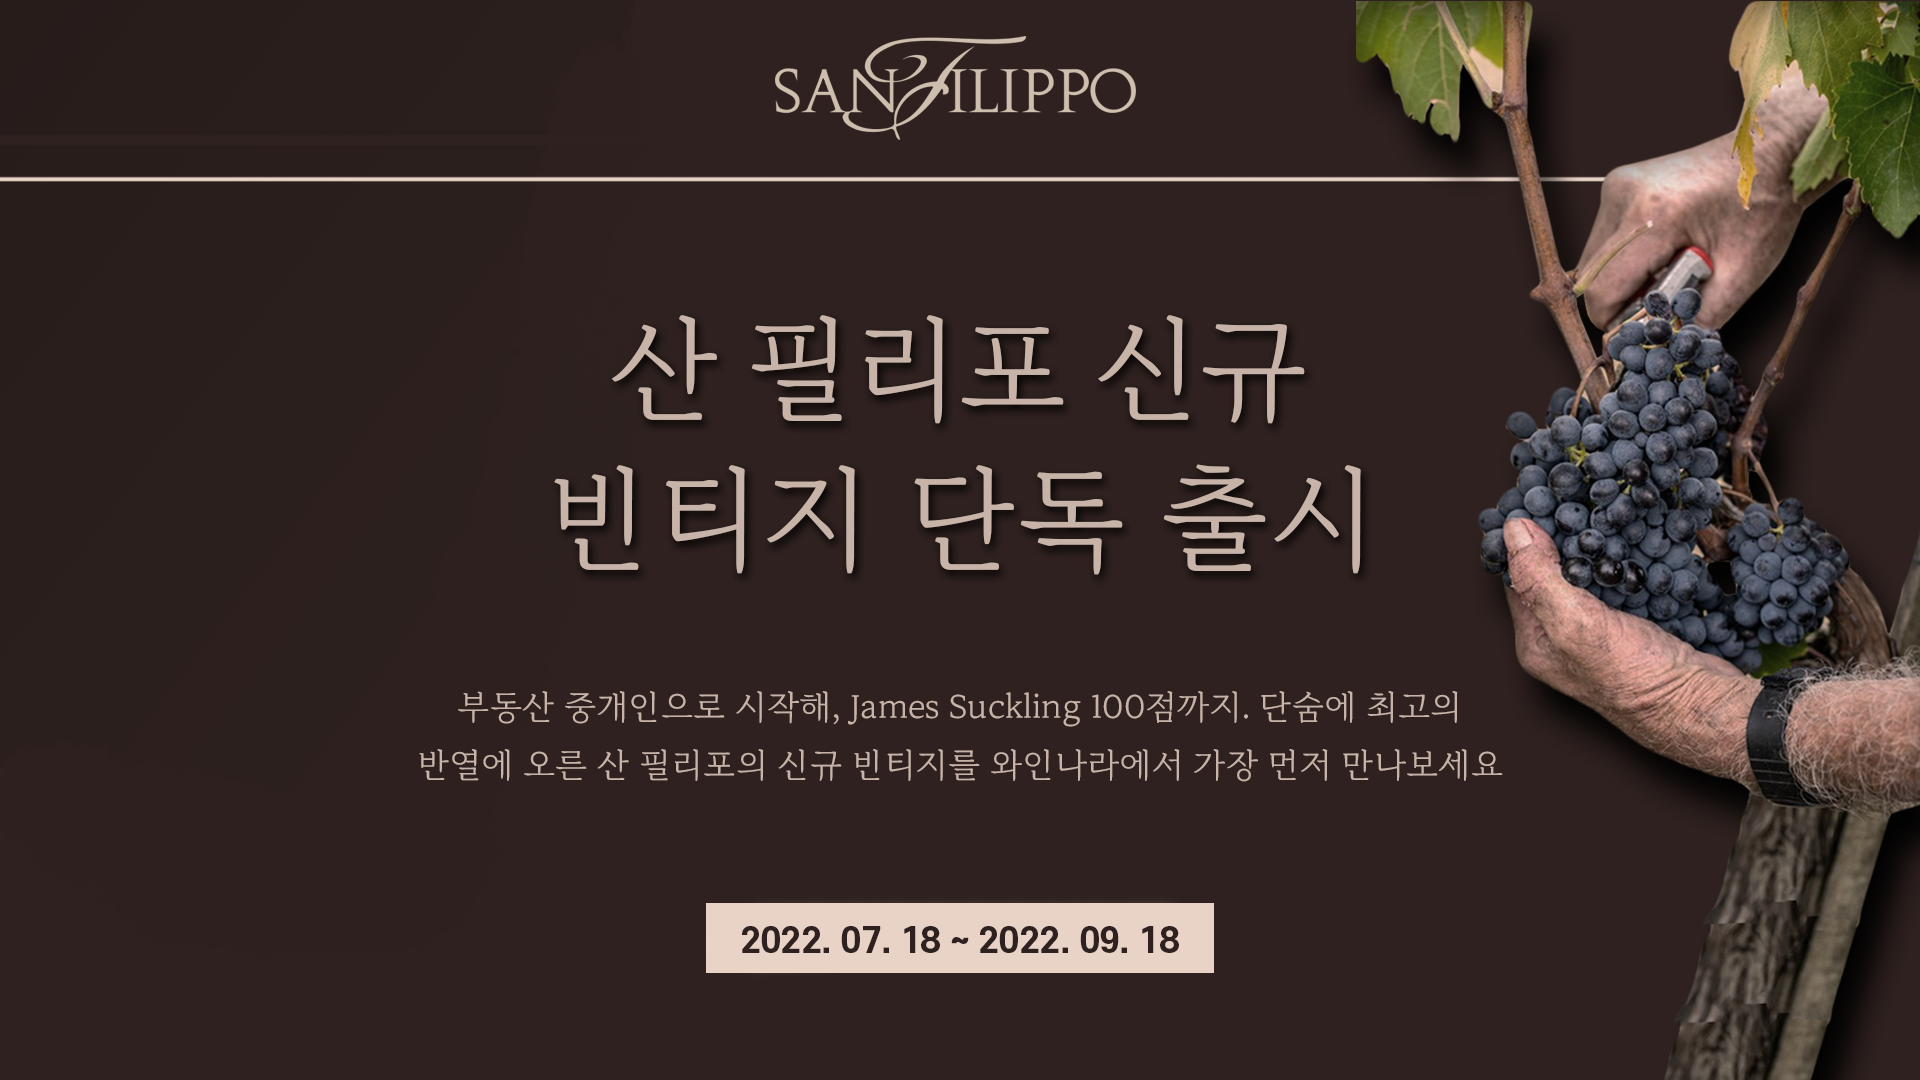 SANFILIPPO
산 필리포 신규
빈티지 단독 출시
부동산 중개인으로 시작해, James Suckling 100점까지. 단숨에 최고의
반열에 오른 산 필리포의 신규 빈티지를 와인나라에서 가장 먼저 만나보세요
2022. 07. 18 ~ 2022. 09. 18